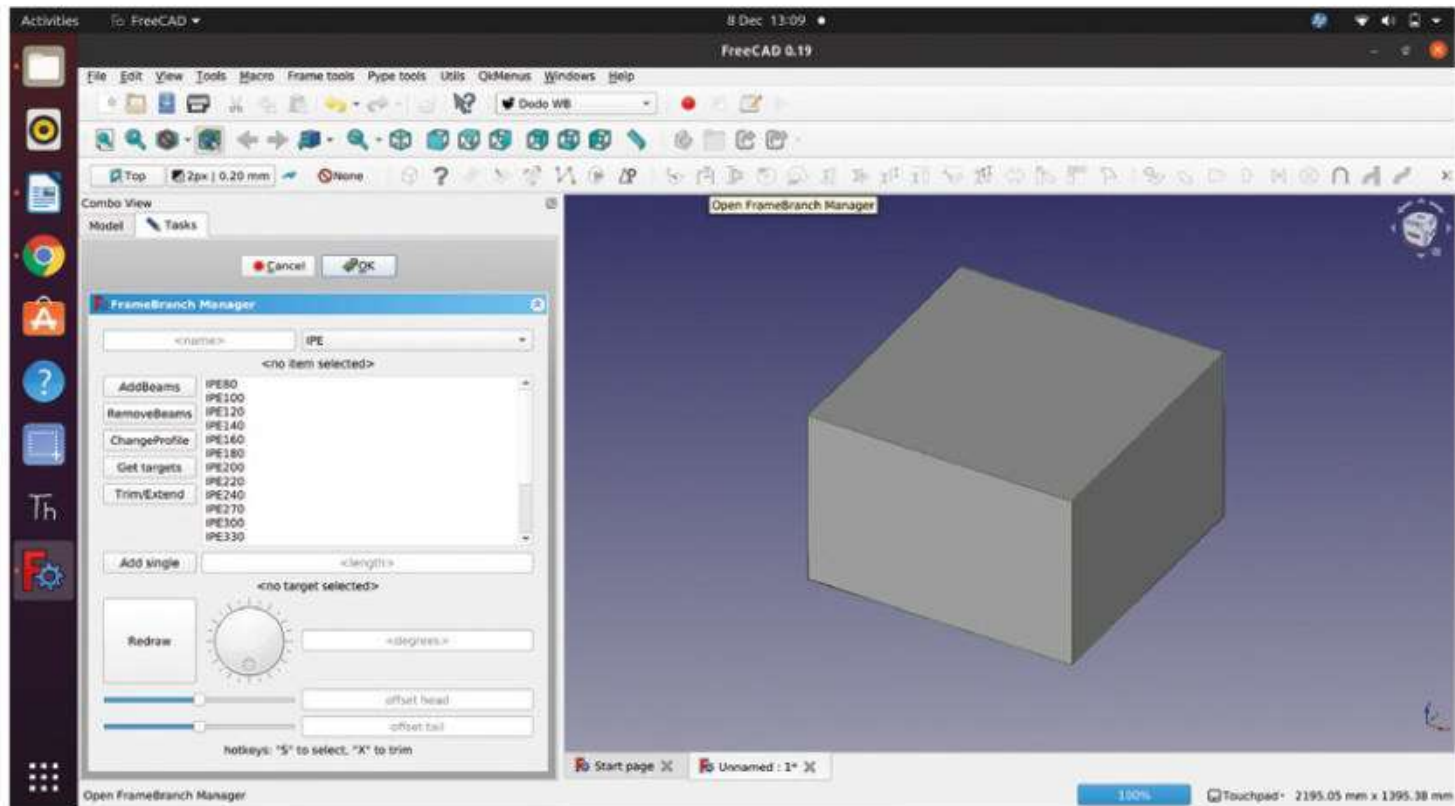 Activities FreeCAD 8 Dec 13:09
FreeCAD 0.19
File Edit View Tools Macro Frame tools Pype tools Utils QkMenus Windows Help
Dodo WB
Top 2px | 0.20 mm None
Combo View
Open FrameBranch Manager
Model Tasks
Cancel OK
FrameBranch Manager
<name> IPE
<no item selected>
AddBeams
RemoveBeams
ChangeProfile
Get targets
Trim/Extend
IPE80
IPE100
IPE120
IPE140
IPE160
IPE180
IPE200
IPE220
IPE240
IPE270
IPE300
IPE330
Add single <length>
<no target selected>
Redraw <degrees>
offset head
offset tail
hotkeys: "S" to select, "X" to trim
Start page Unnamed : 1*
Open FrameBranch Manager 100% Touchpad 2195.05 mm x 1395.38 mm
Th